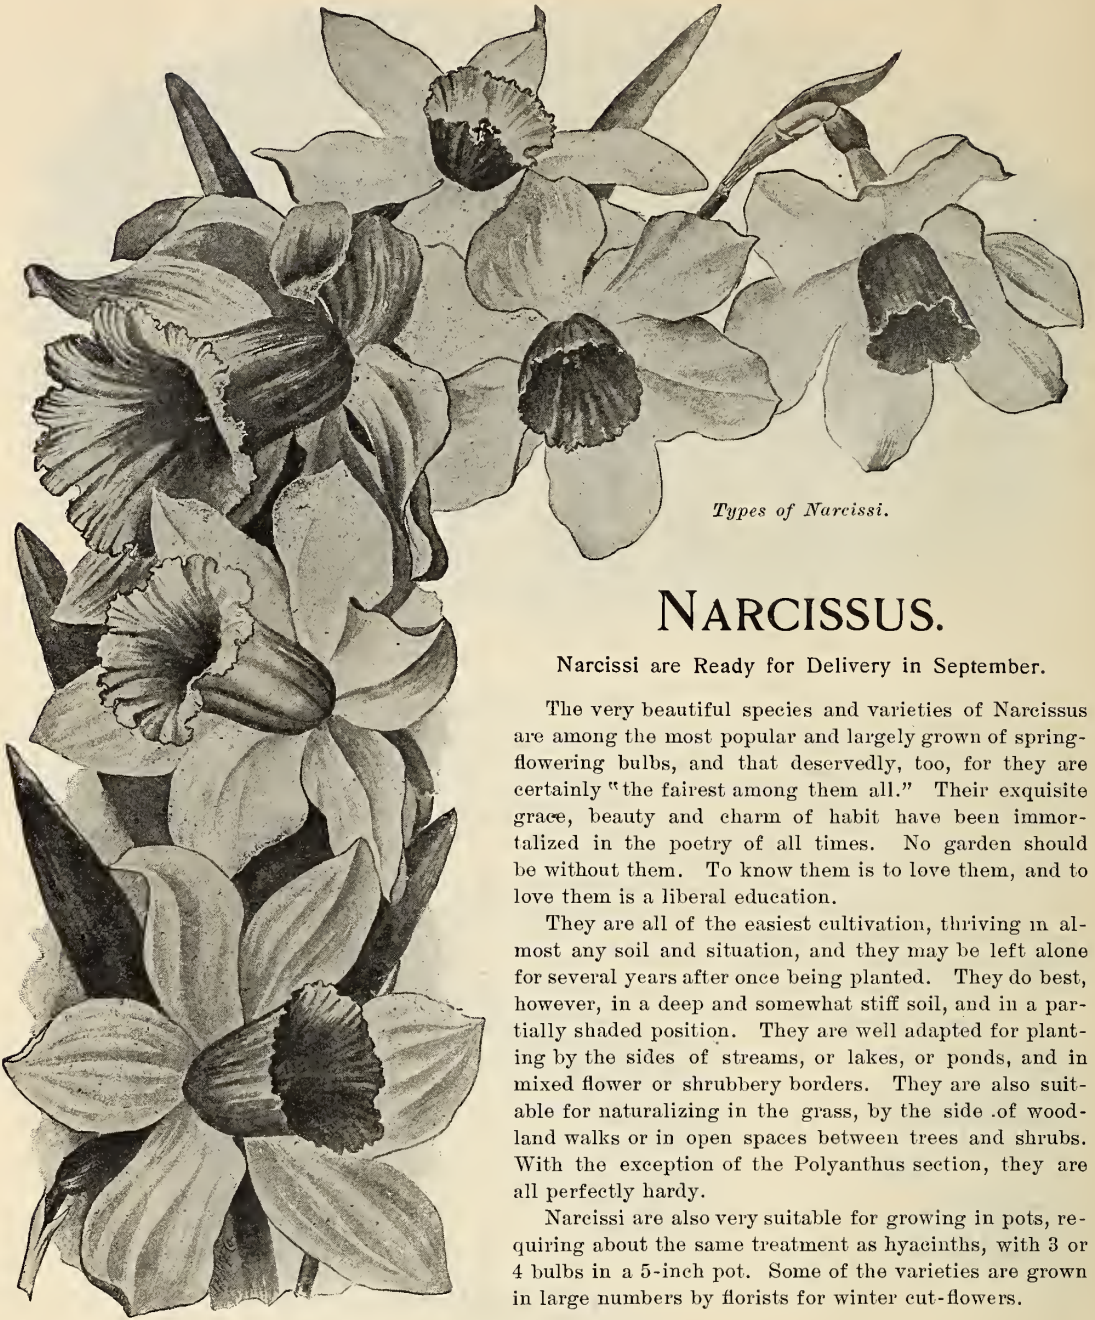 Types of Narcissi.
NARCISSUS.
Narcissi are Ready for Delivery in September.
The very beautiful species and varieties of Narcissus
are among the most popular and largely grown of spring-
flowering bulbs, and that deservedly, too, for they are
certainly "the fairest among them all." Their exquisite
grace, beauty and charm of habit have been immor-
talized in the poetry of all times. No garden should
be without them. To know them is to love them, and to
love them is a liberal education.
They are all of the easiest cultivation, thriving in al-
most any soil and situation, and they may be left alone
for several years after once being planted. They do best,
however, in a deep and somewhat stiff soil, and in a par-
tially shaded position. They are well adapted for plant-
ing by the sides of streams, or lakes, or ponds, and in
mixed flower or shrubbery borders. They are also suit-
able for naturalizing in the grass, by the side .of wood-
land walks or in open spaces between trees and shrubs.
With the exception of the Polyanthus section, they are
all perfectly hardy.
Narcissi are also very suitable for growing in pots, re-
quiring about the same treatment as hyacinths, with 3 or
4 bulbs in a 5-inch pot. Some of the varieties are grown
in large numbers by florists for winter cut-flowers.